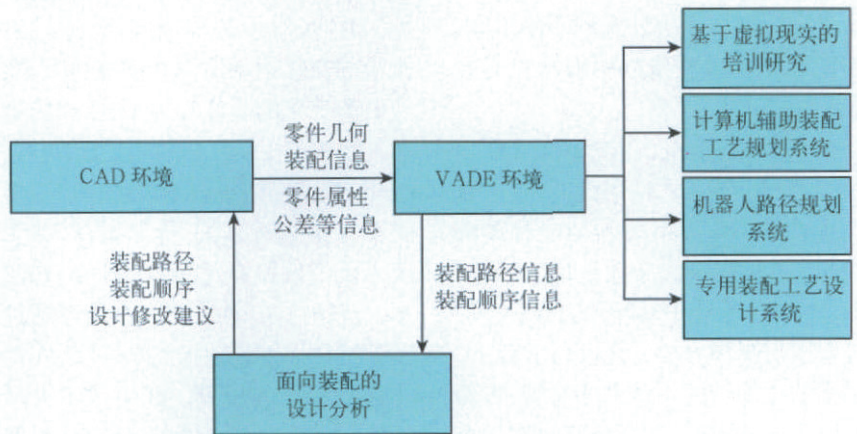 基于虚拟现实的
培训研究
零件几何
装配信息
计算机辅助装配
工艺规划系统
CAD 环境
VADE 环境
零件属性
公差等信息
机器人路径规划
系统
装配路径
装配顺序
设计修改建议
装配路径信息
装配顺序信息
专用装配工艺设
计系统
面向装配的
设计分析